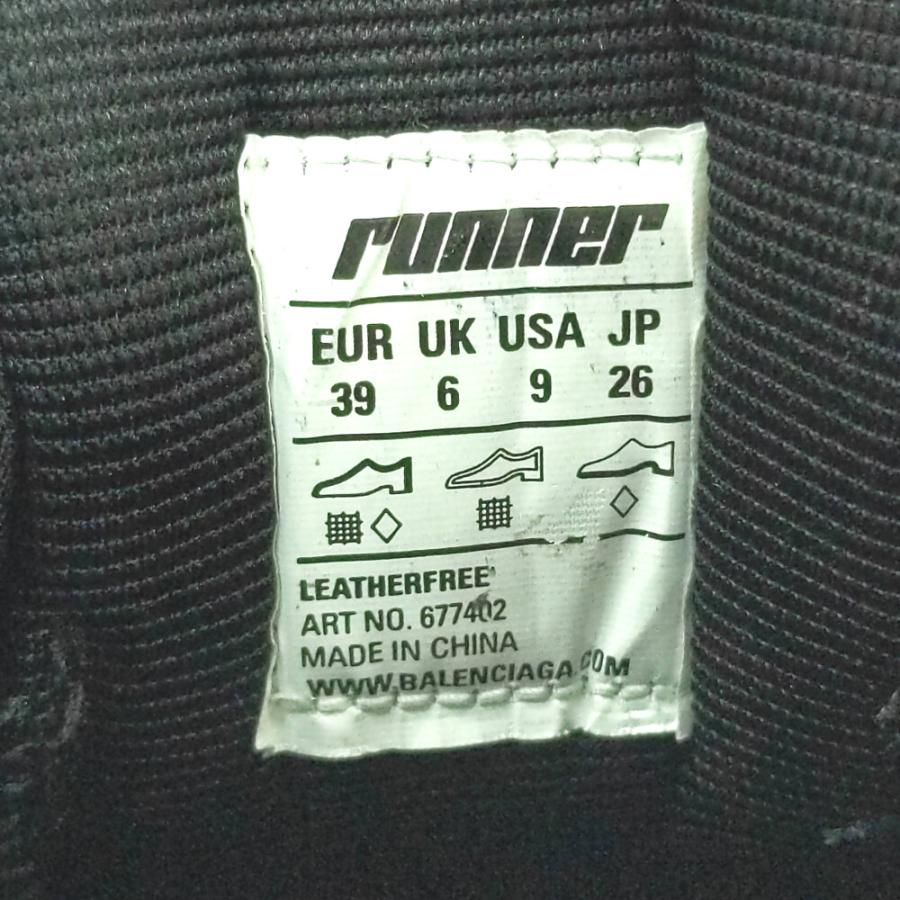 runner
EUR UK USA JP
39 6 9 26
LEATHERFREE
ART NO. 677402
MADE IN CHINA
WWW.BALENCIAGA.COM